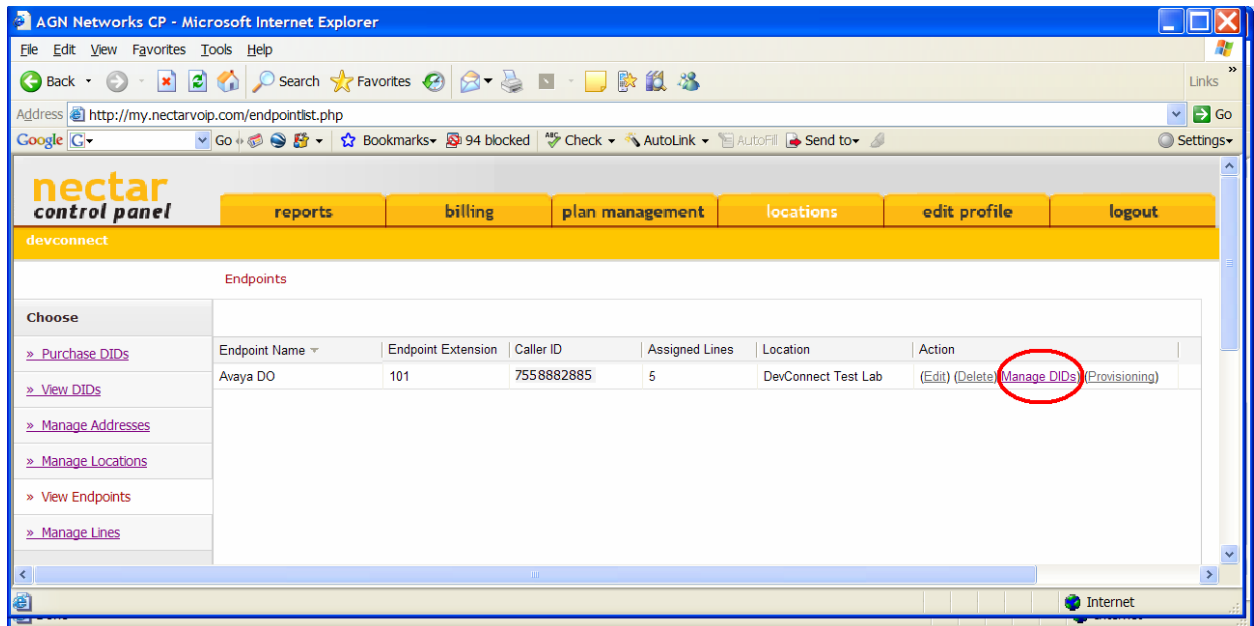 AGN Networks CP - Microsoft Internet Explorer
File Edit View Favorites Tools Help
Back Search Favorites Links »
Address http://my.nectarvoip.com/endpointlist.php Go
Google G Go Bookmarks 94 blocked ABC Check AutoLink AutoFill Send to Settings
nectar
control panel reports billing plan management locations edit profile logout
devconnect
Endpoints
Choose
» Purchase DIDs
» View DIDs
» Manage Addresses
» Manage Locations
» View Endpoints
» Manage Lines
Endpoint Name Endpoint Extension Caller ID Assigned Lines Location Action
Avaya DO 101 7558882885 5 DevConnect Test Lab (Edit) (Delete) (Manage DIDs) (Provisioning)
Internet